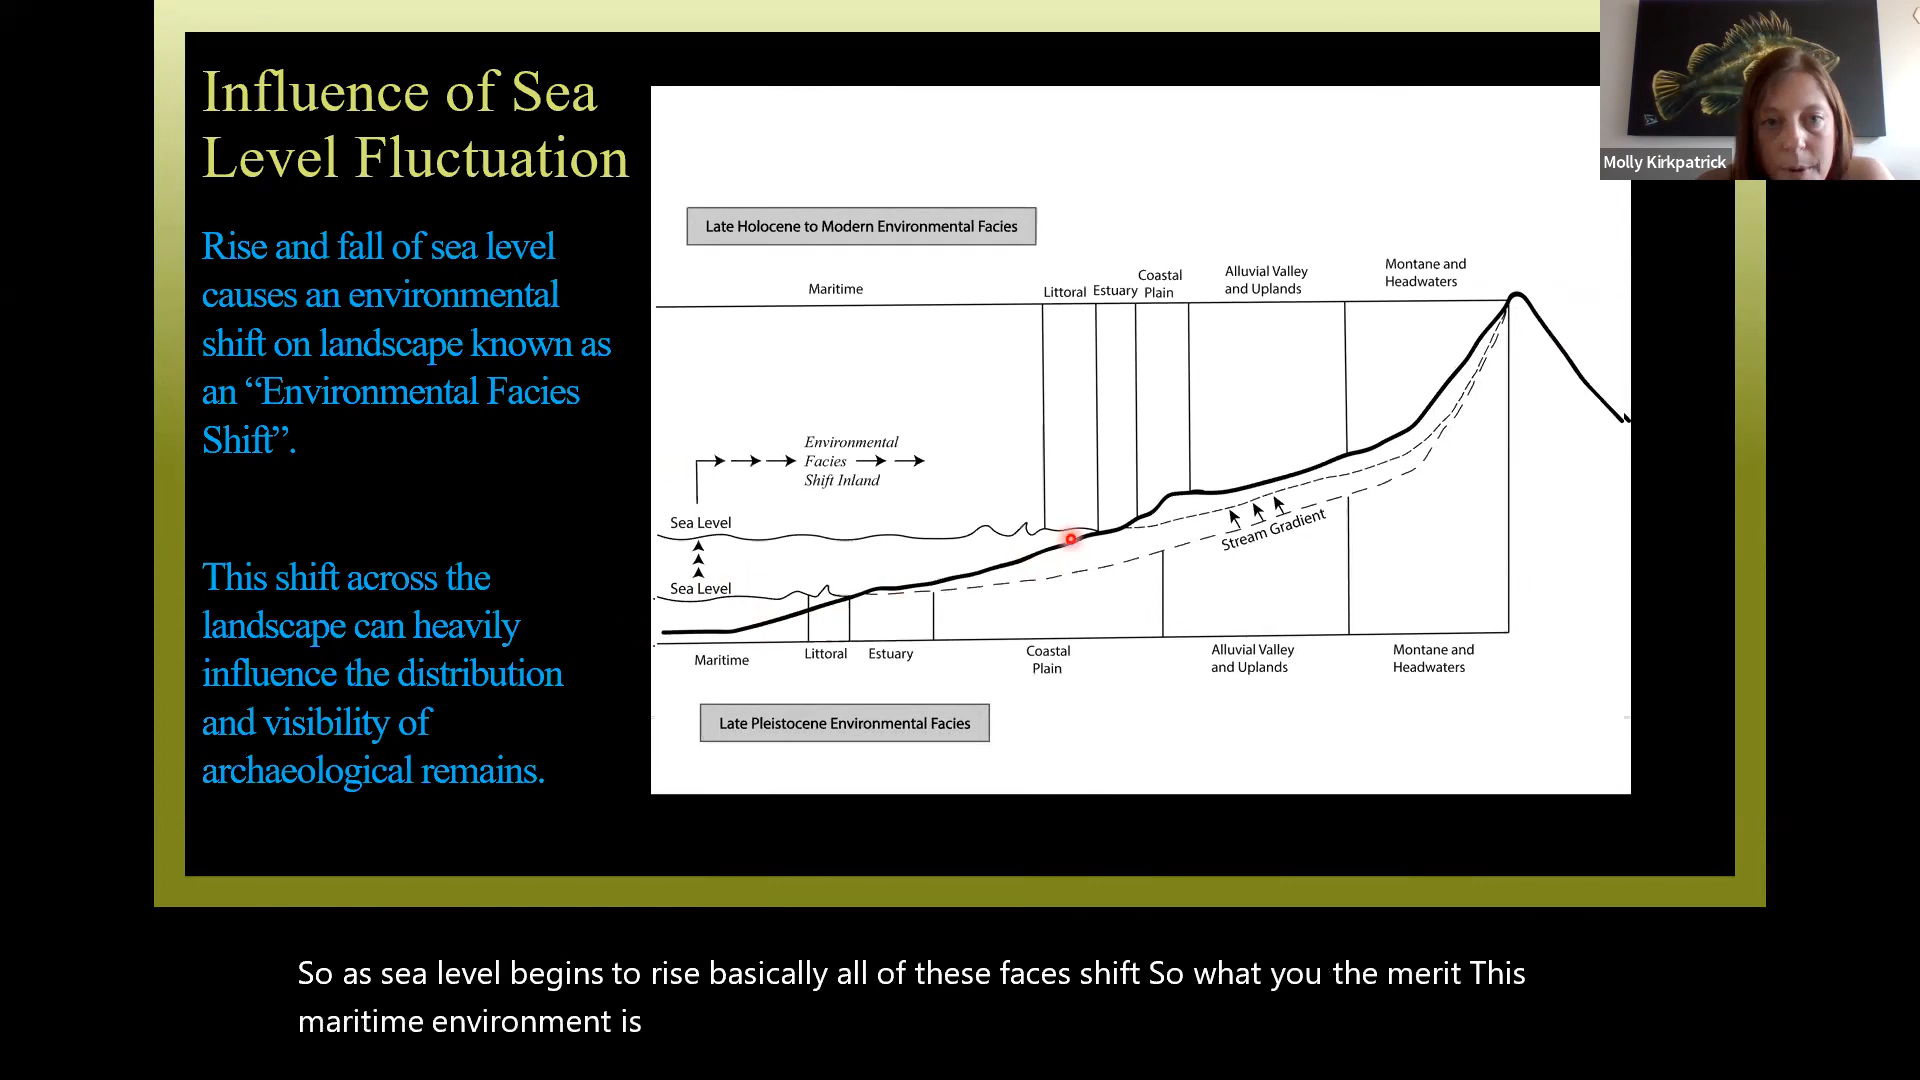 Influence of Sea
Level Fluctuation
Rise and fall of sea level
causes an environmental
shift on landscape known as
an “Environmental Facies
Shift”.
This shift across the
landscape can heavily
influence the distribution
and visibility of
archaeological remains.
Late Holocene to Modern Environmental Facies
Maritime
Littoral
Estuary
Coastal
Plain
Alluvial Valley
and Uplands
Montane and
Headwaters
Environmental
Facies
Shift Inland
Sea Level
Sea Level
Stream Gradient
Maritime
Littoral
Estuary
Coastal
Plain
Alluvial Valley
and Uplands
Montane and
Headwaters
Late Pleistocene Environmental Facies
Molly Kirkpatrick
So as sea level begins to rise basically all of these faces shift So what you the merit This
maritime environment is